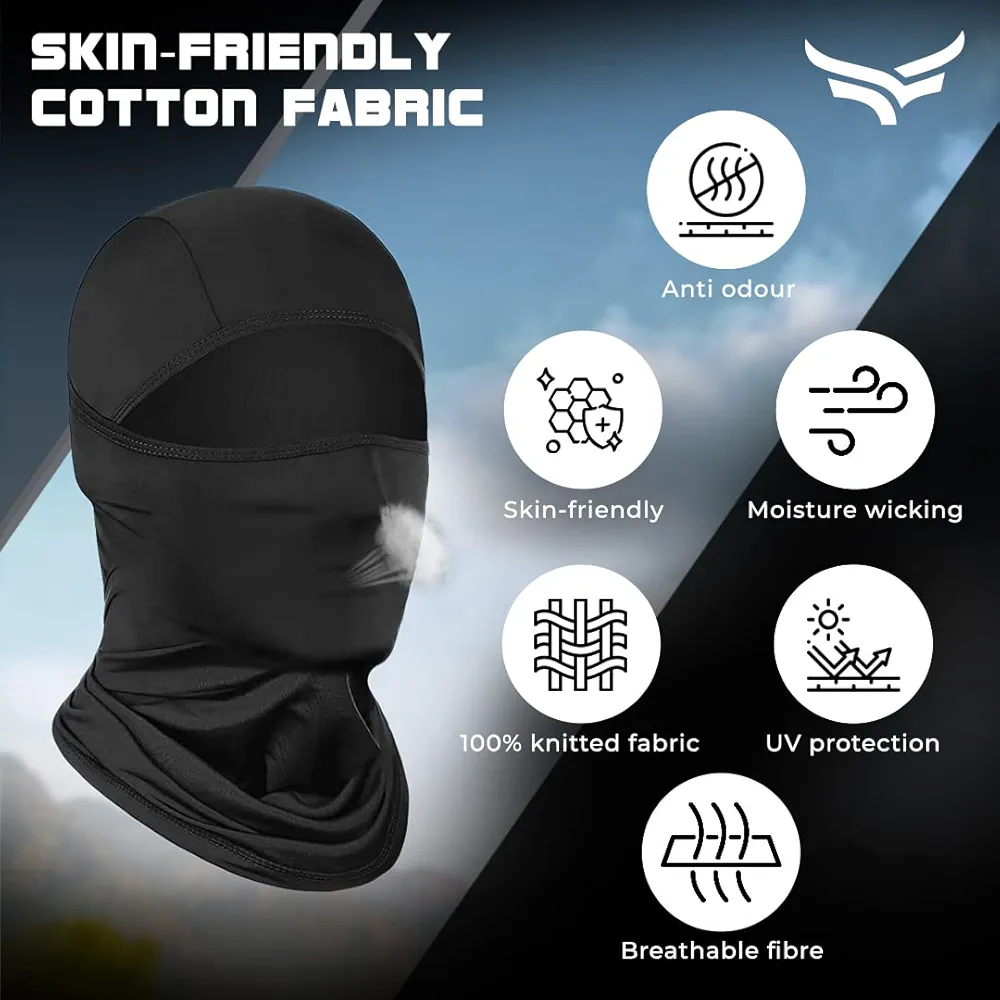 SKIN-FRIENDLY
COTTON FABRIC
Anti odour
Skin-friendly
Moisture wicking
100% knitted fabric
UV protection
Breathable fibre